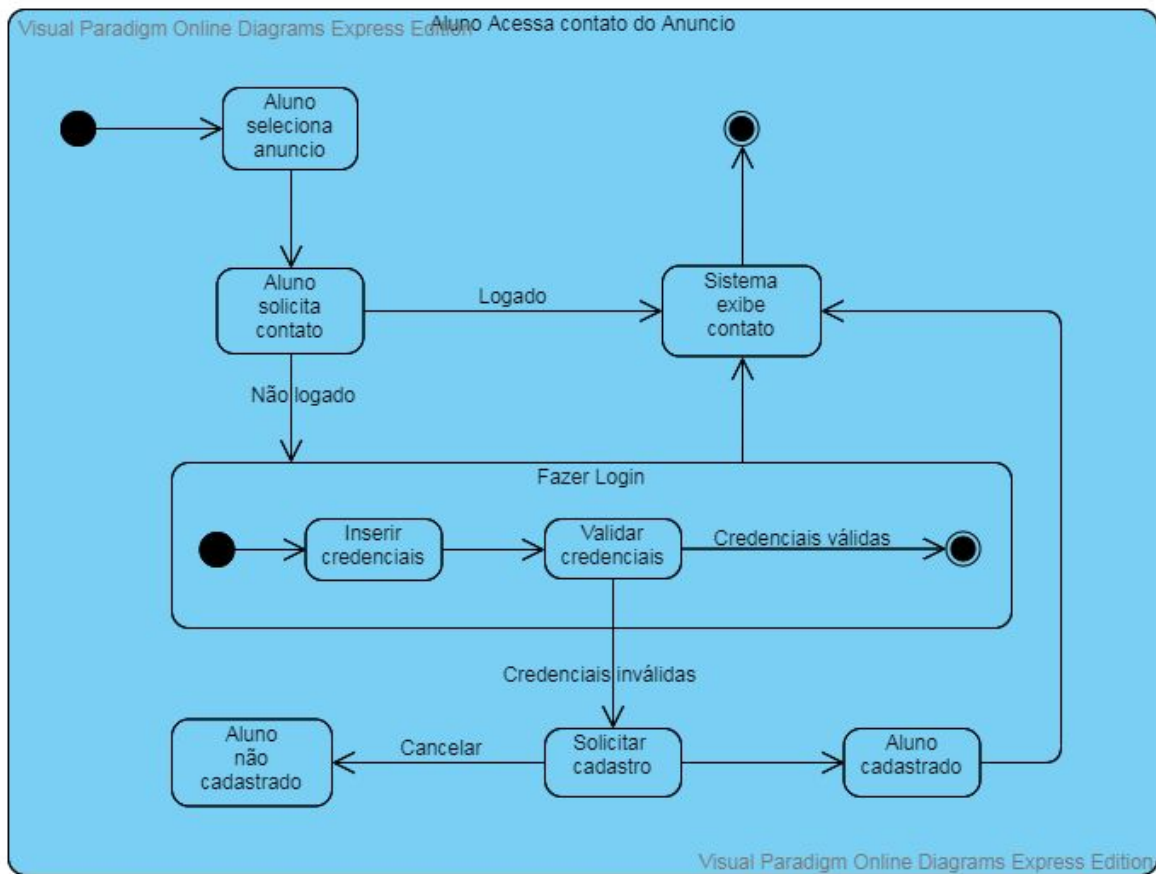 Visual Paradigm Online Diagrams Express Edition
Aluno Acessa contato do Anuncio
Aluno
seleciona
anuncio
Aluno
solicita
contato
Logado
Sistema
exibe
contato
Não logado
Fazer Login
Inserir
credenciais
Validar
credenciais
Credenciais válidas
Credenciais inválidas
Aluno
não
cadastrado
Cancelar
Solicitar
cadastro
Aluno
cadastrado
Visual Paradigm Online Diagrams Express Edition